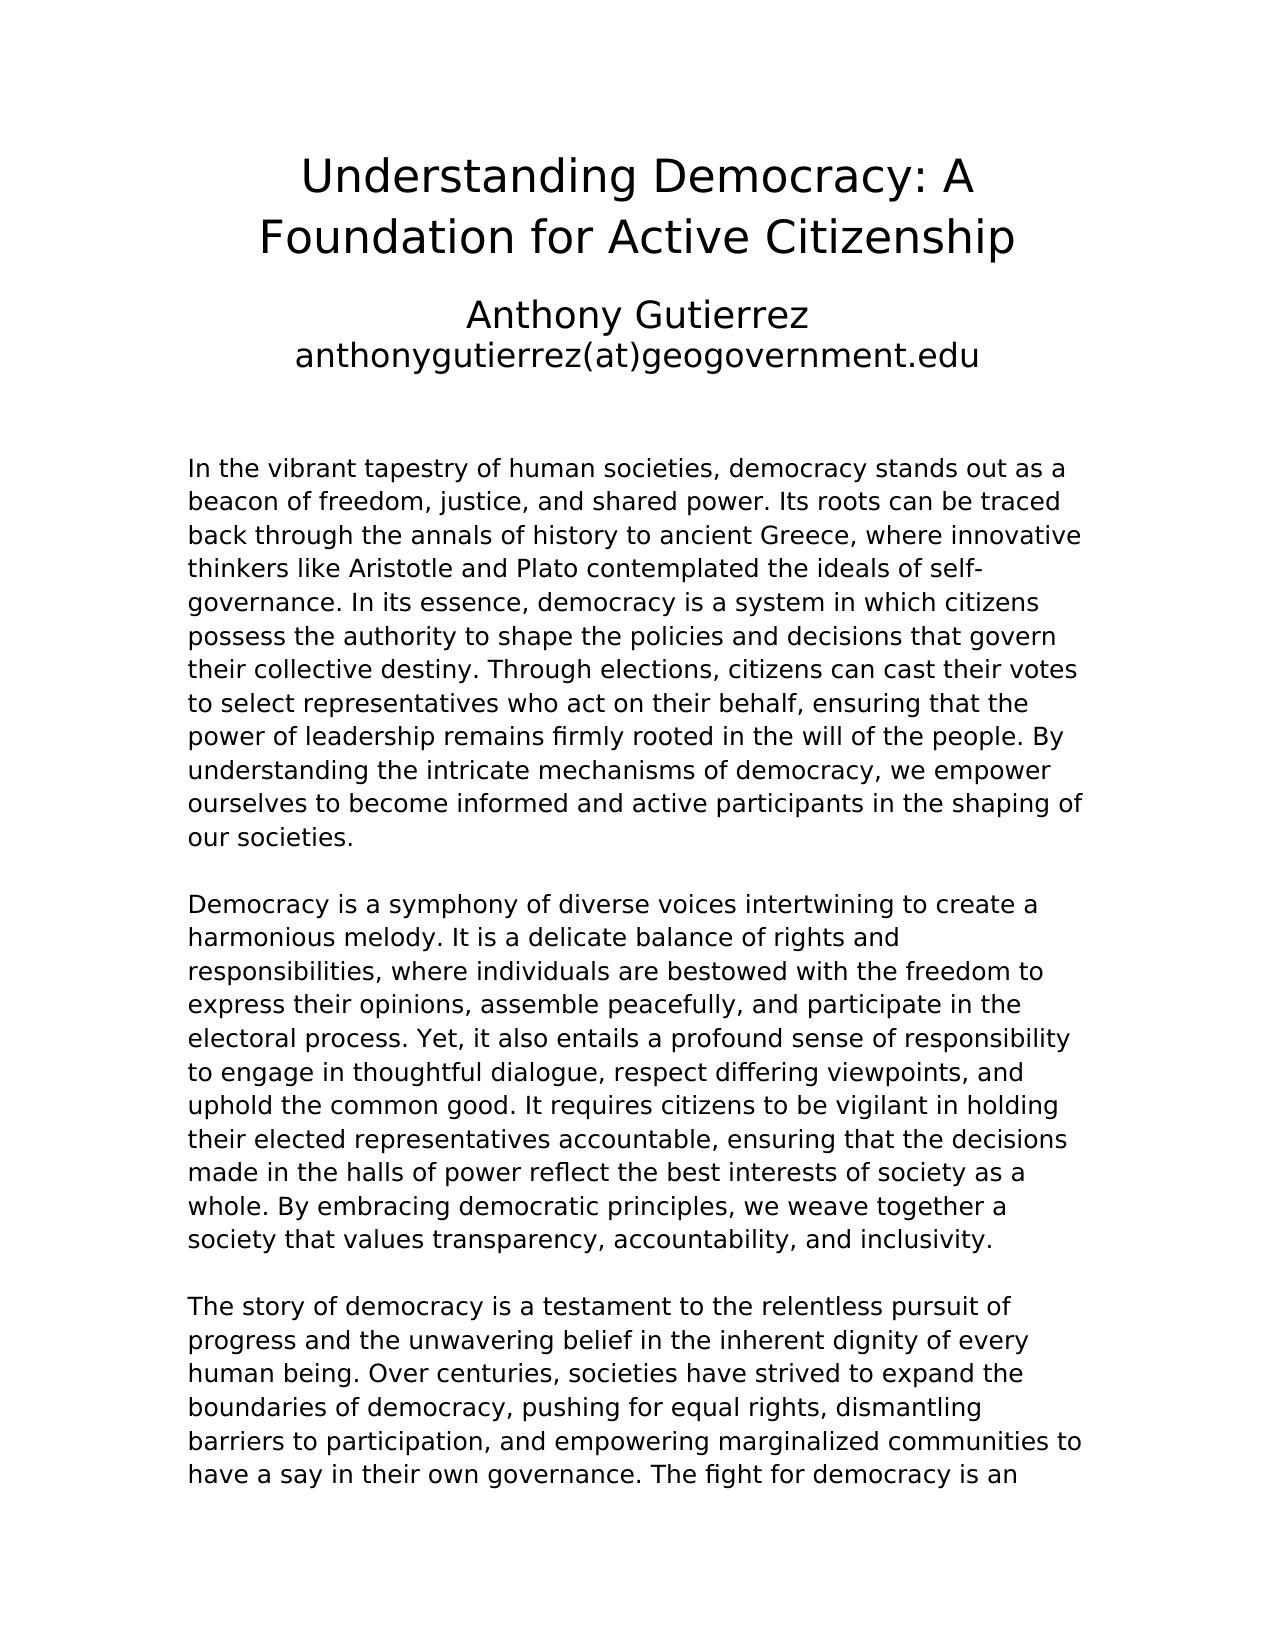 Understanding Democracy: A
Foundation for Active Citizenship
Anthony Gutierrez
anthonygutierrez(at)geogovernment.edu
In the vibrant tapestry of human societies, democracy stands out as a
beacon of freedom, justice, and shared power. Its roots can be traced
back through the annals of history to ancient Greece, where innovative
thinkers like Aristotle and Plato contemplated the ideals of self-
governance. In its essence, democracy is a system in which citizens
possess the authority to shape the policies and decisions that govern
their collective destiny. Through elections, citizens can cast their votes
to select representatives who act on their behalf, ensuring that the
power of leadership remains firmly rooted in the will of the people. By
understanding the intricate mechanisms of democracy, we empower
ourselves to become informed and active participants in the shaping of
our societies.
Democracy is a symphony of diverse voices intertwining to create a
harmonious melody. It is a delicate balance of rights and
responsibilities, where individuals are bestowed with the freedom to
express their opinions, assemble peacefully, and participate in the
electoral process. Yet, it also entails a profound sense of responsibility
to engage in thoughtful dialogue, respect differing viewpoints, and
uphold the common good. It requires citizens to be vigilant in holding
their elected representatives accountable, ensuring that the decisions
made in the halls of power reflect the best interests of society as a
whole. By embracing democratic principles, we weave together a
society that values transparency, accountability, and inclusivity.
The story of democracy is a testament to the relentless pursuit of
progress and the unwavering belief in the inherent dignity of every
human being. Over centuries, societies have strived to expand the
boundaries of democracy, pushing for equal rights, dismantling
barriers to participation, and empowering marginalized communities to
have a say in their own governance. The fight for democracy is an